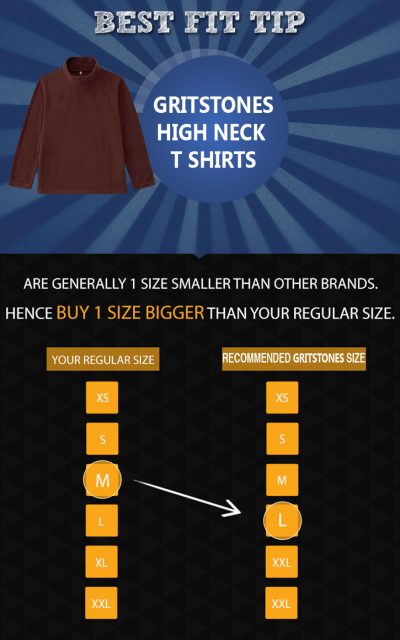 BEST FIT TIP
GRITSTONES
HIGH NECK
T SHIRTS
ARE GENERALLY 1 SIZE SMALLER THAN OTHER BRANDS.
HENCE BUY 1 SIZE BIGGER THAN YOUR REGULAR SIZE.
YOUR REGULAR SIZE
RECOMMENDED GRITSTONES SIZE
XS
XS
S
S
M
M
L
L
XL
XXL
XXL
XXL